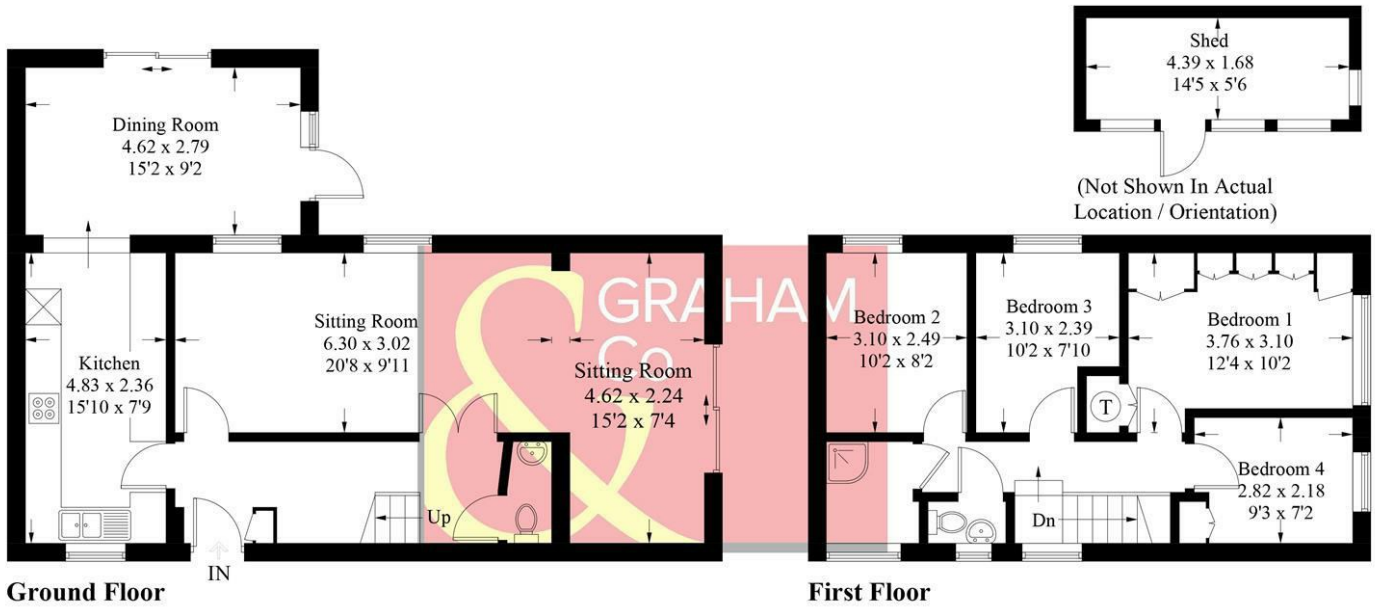 Shed
4.39 x 1.68
14'5 x 5'6
(Not Shown In Actual
Location / Orientation)
Dining Room
4.62 x 2.79
15'2 x 9'2
Kitchen
4.83 x 2.36
15'10 x 7'9
Sitting Room
6.30 x 3.02
20'8 x 9'11
Sitting Room
4.62 x 2.24
15'2 x 7'4
Up
IN
Ground Floor
& GRAHAM
Co
Bedroom 2
3.10 x 2.49
10'2 x 8'2
Bedroom 3
3.10 x 2.39
10'2 x 7'10
Bedroom 1
3.76 x 3.10
12'4 x 10'2
T
Bedroom 4
2.82 x 2.18
9'3 x 7'2
Dn
First Floor